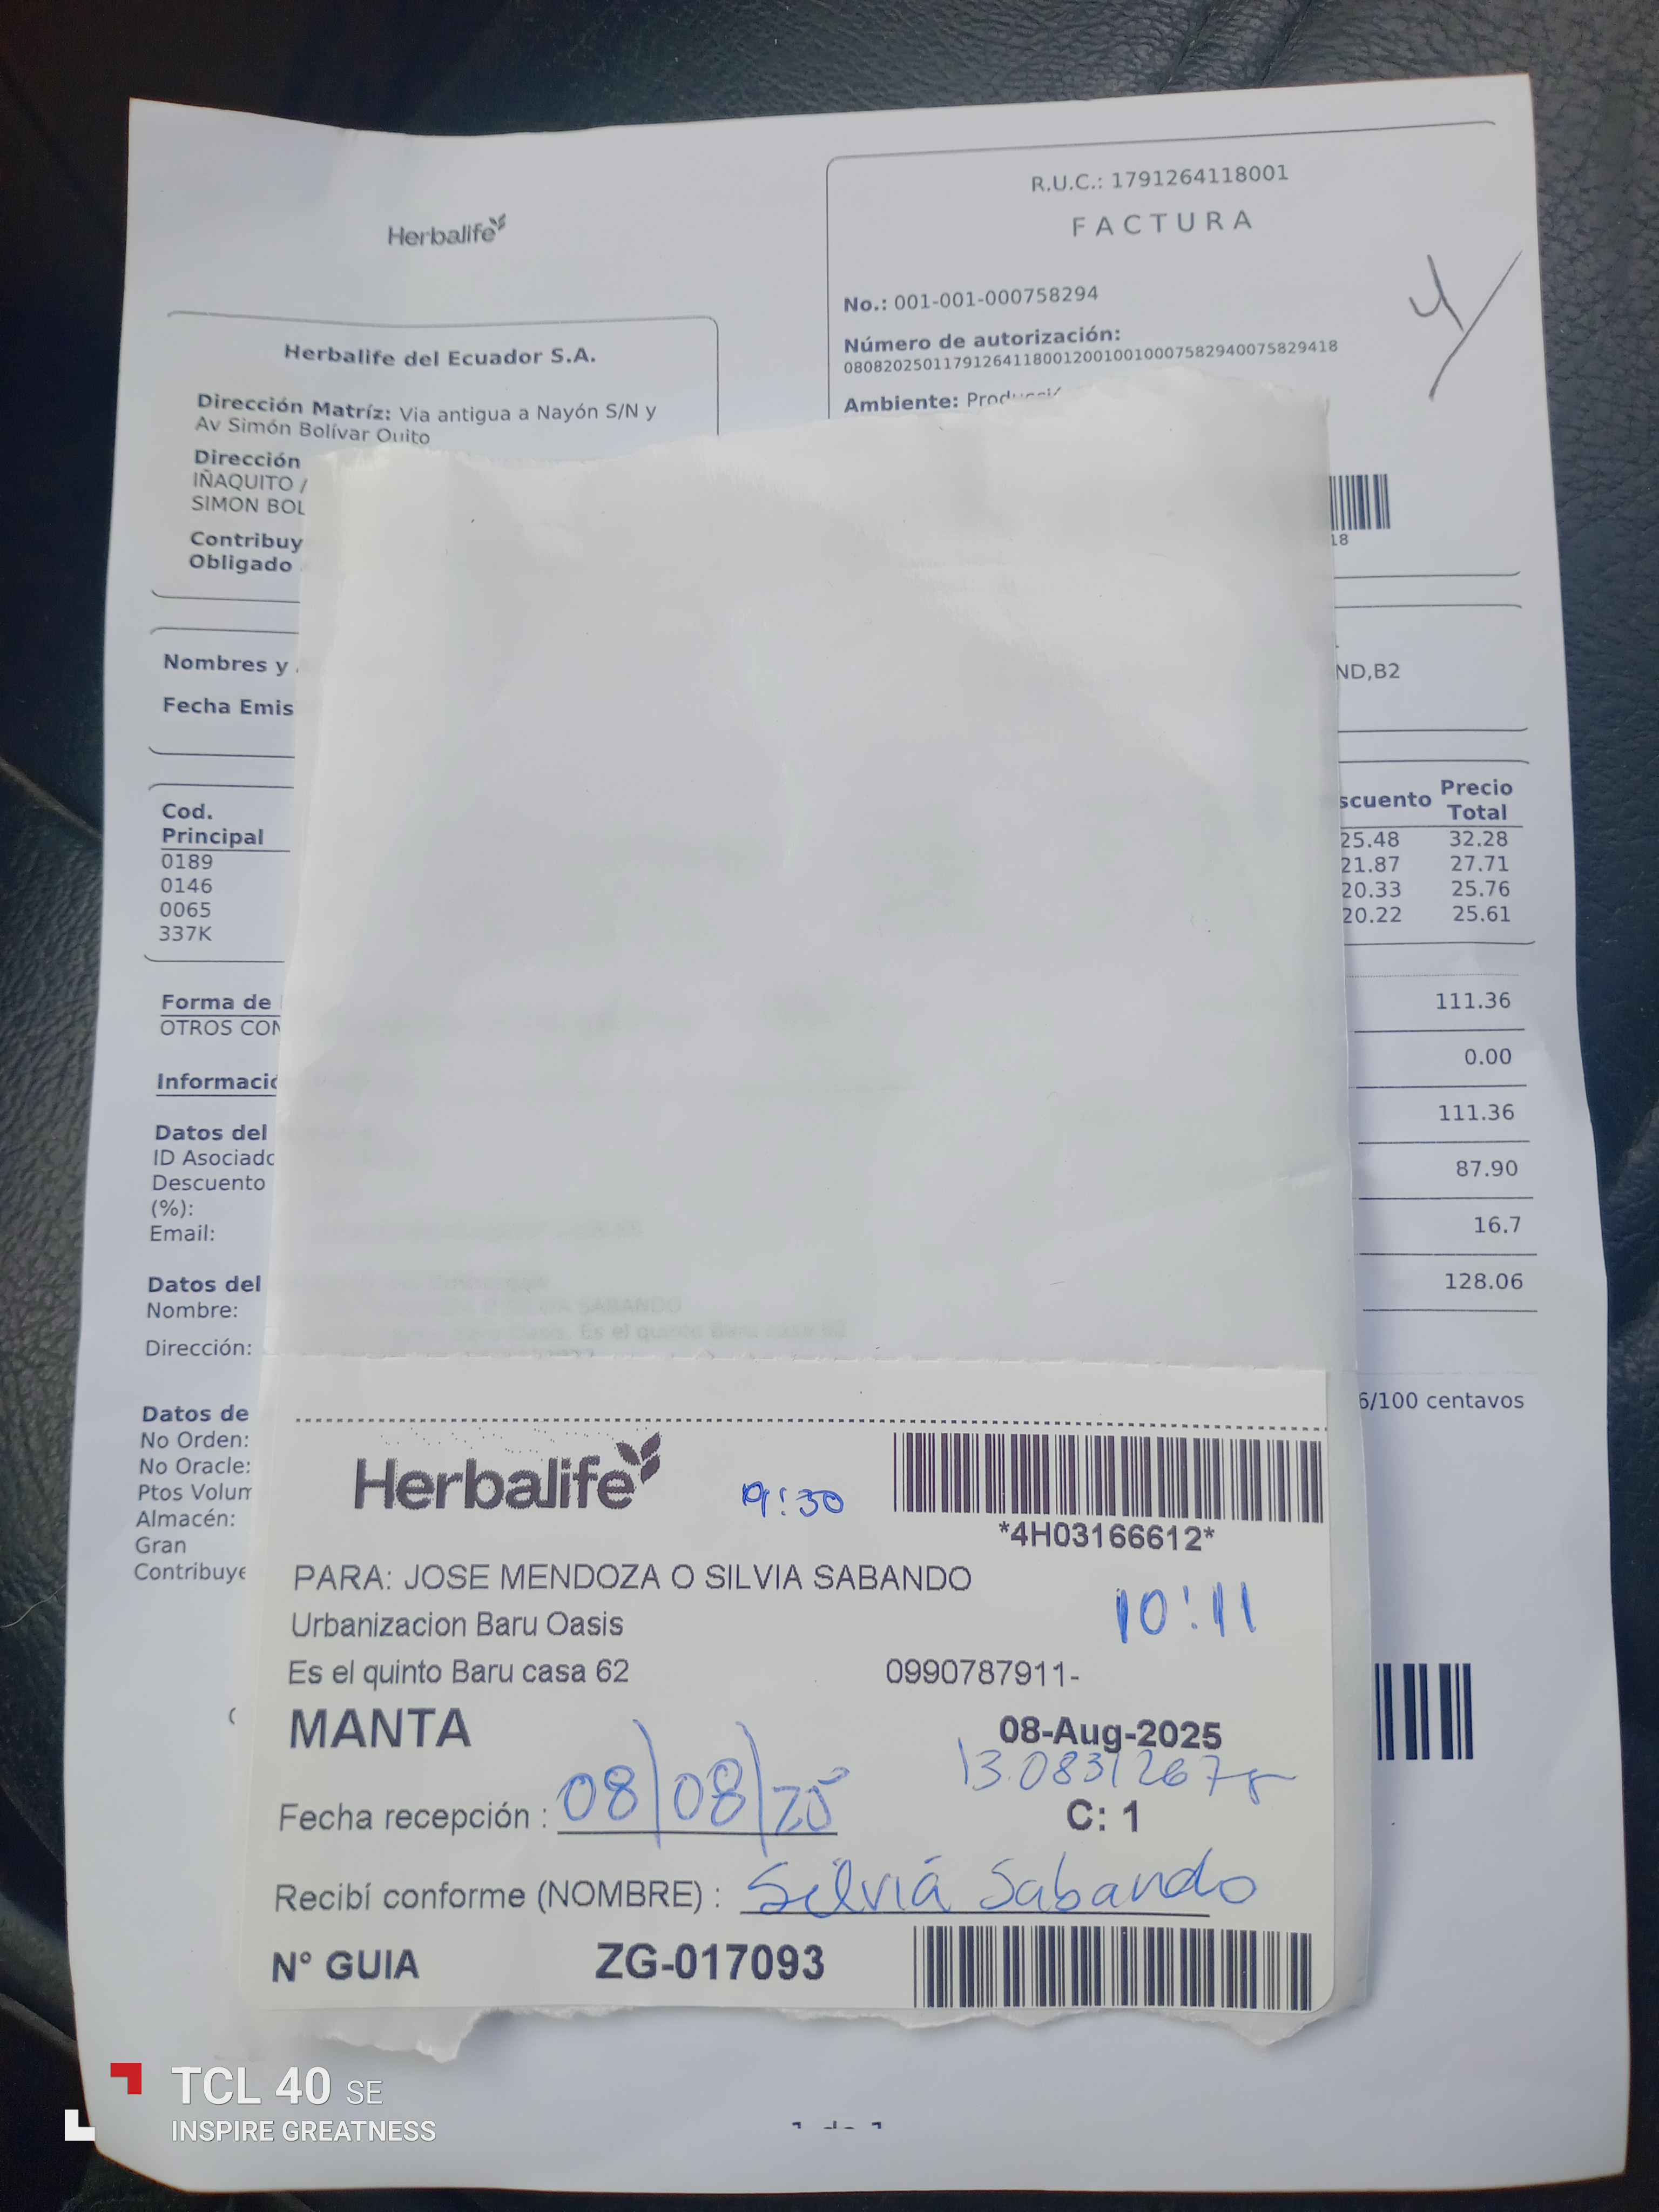 Herbalife
R.U.C.: 1791264118001
FACTURA
No.: 001-001-000758294
Número de autorización:
0808202501179126411800120010010007582940075829418
Ambiente:
Herbalife del Ecuador S.A.
Dirección Matríz: Via antigua a Nayón S/N y
Av Simón Bolívar Quito
Dirección
IÑAQUITO /
SIMON BOL
Contribuy
Obligado
18
Nombres y
ND,B2
Fecha Emis
Cod.
Principal
scuento
Precio
Total
0189 25.48 32.28
0146 21.87 27.71
0065 20.33 25.76
337K 20.22 25.61
Forma de
OTROS CON
111.36
0.00
Informació
111.36
Datos del
ID Asociado
Descuento
(%):
87.90
Email:
16.7
Datos del
128.06
Nombre:
Dirección:
6/100 centavos
Datos de
No Orden:
No Oracle:
Ptos Volum
Almacén:
Gran
Contribuye
Herbalife
9:30
*4H03166612*
PARA: JOSE MENDOZA O SILVIA SABANDO
10:11
Urbanizacion Baru Oasis
Es el quinto Baru casa 62 0990787911-
MANTA 08-Aug-2025
Fecha recepción : 08/08/25
C: 1
Recibí conforme (NOMBRE) : Silvia Sabando
N° GUIA ZG-017093
TCL 40 SE
INSPIRE GREATNESS